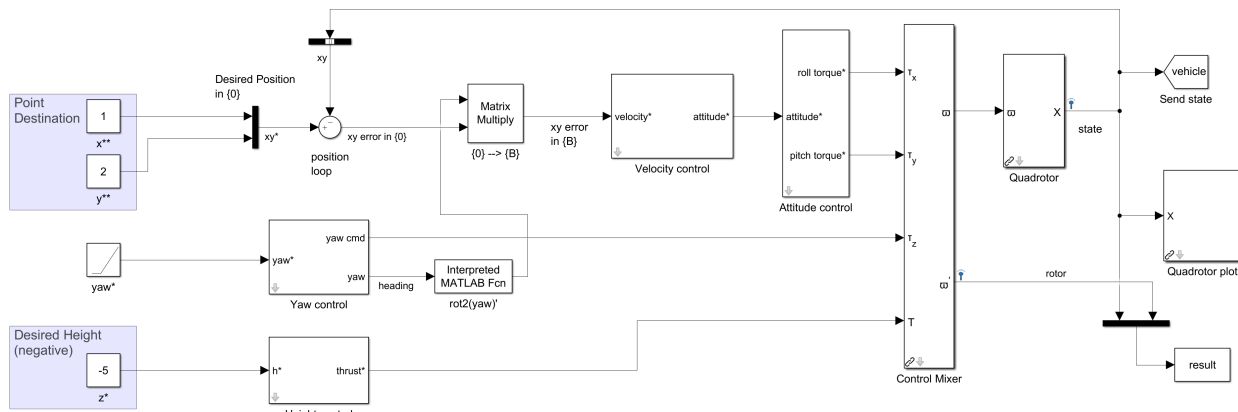 xy
Desired Position
in {0}
Point
Destination
1
x**
2
y**
xy*
+
−
position
loop
xy error in {0}
Matrix
Multiply
{0} --> {B}
xy error
in {B}
velocity*
attitude*
Velocity control
attitude*
roll torque*
pitch torque*
Attitude control
τx
τy
τz
T
ϖ
ϖ'
Control Mixer
ϖ
X
Quadrotor
state
vehicle
Send state
X
Quadrotor plot
rotor
result
yaw*
yaw*
yaw cmd
yaw
Yaw control
heading
Interpreted
MATLAB Fcn
rot2(yaw)'
Desired Height
(negative)
-5
z*
h*
thrust*